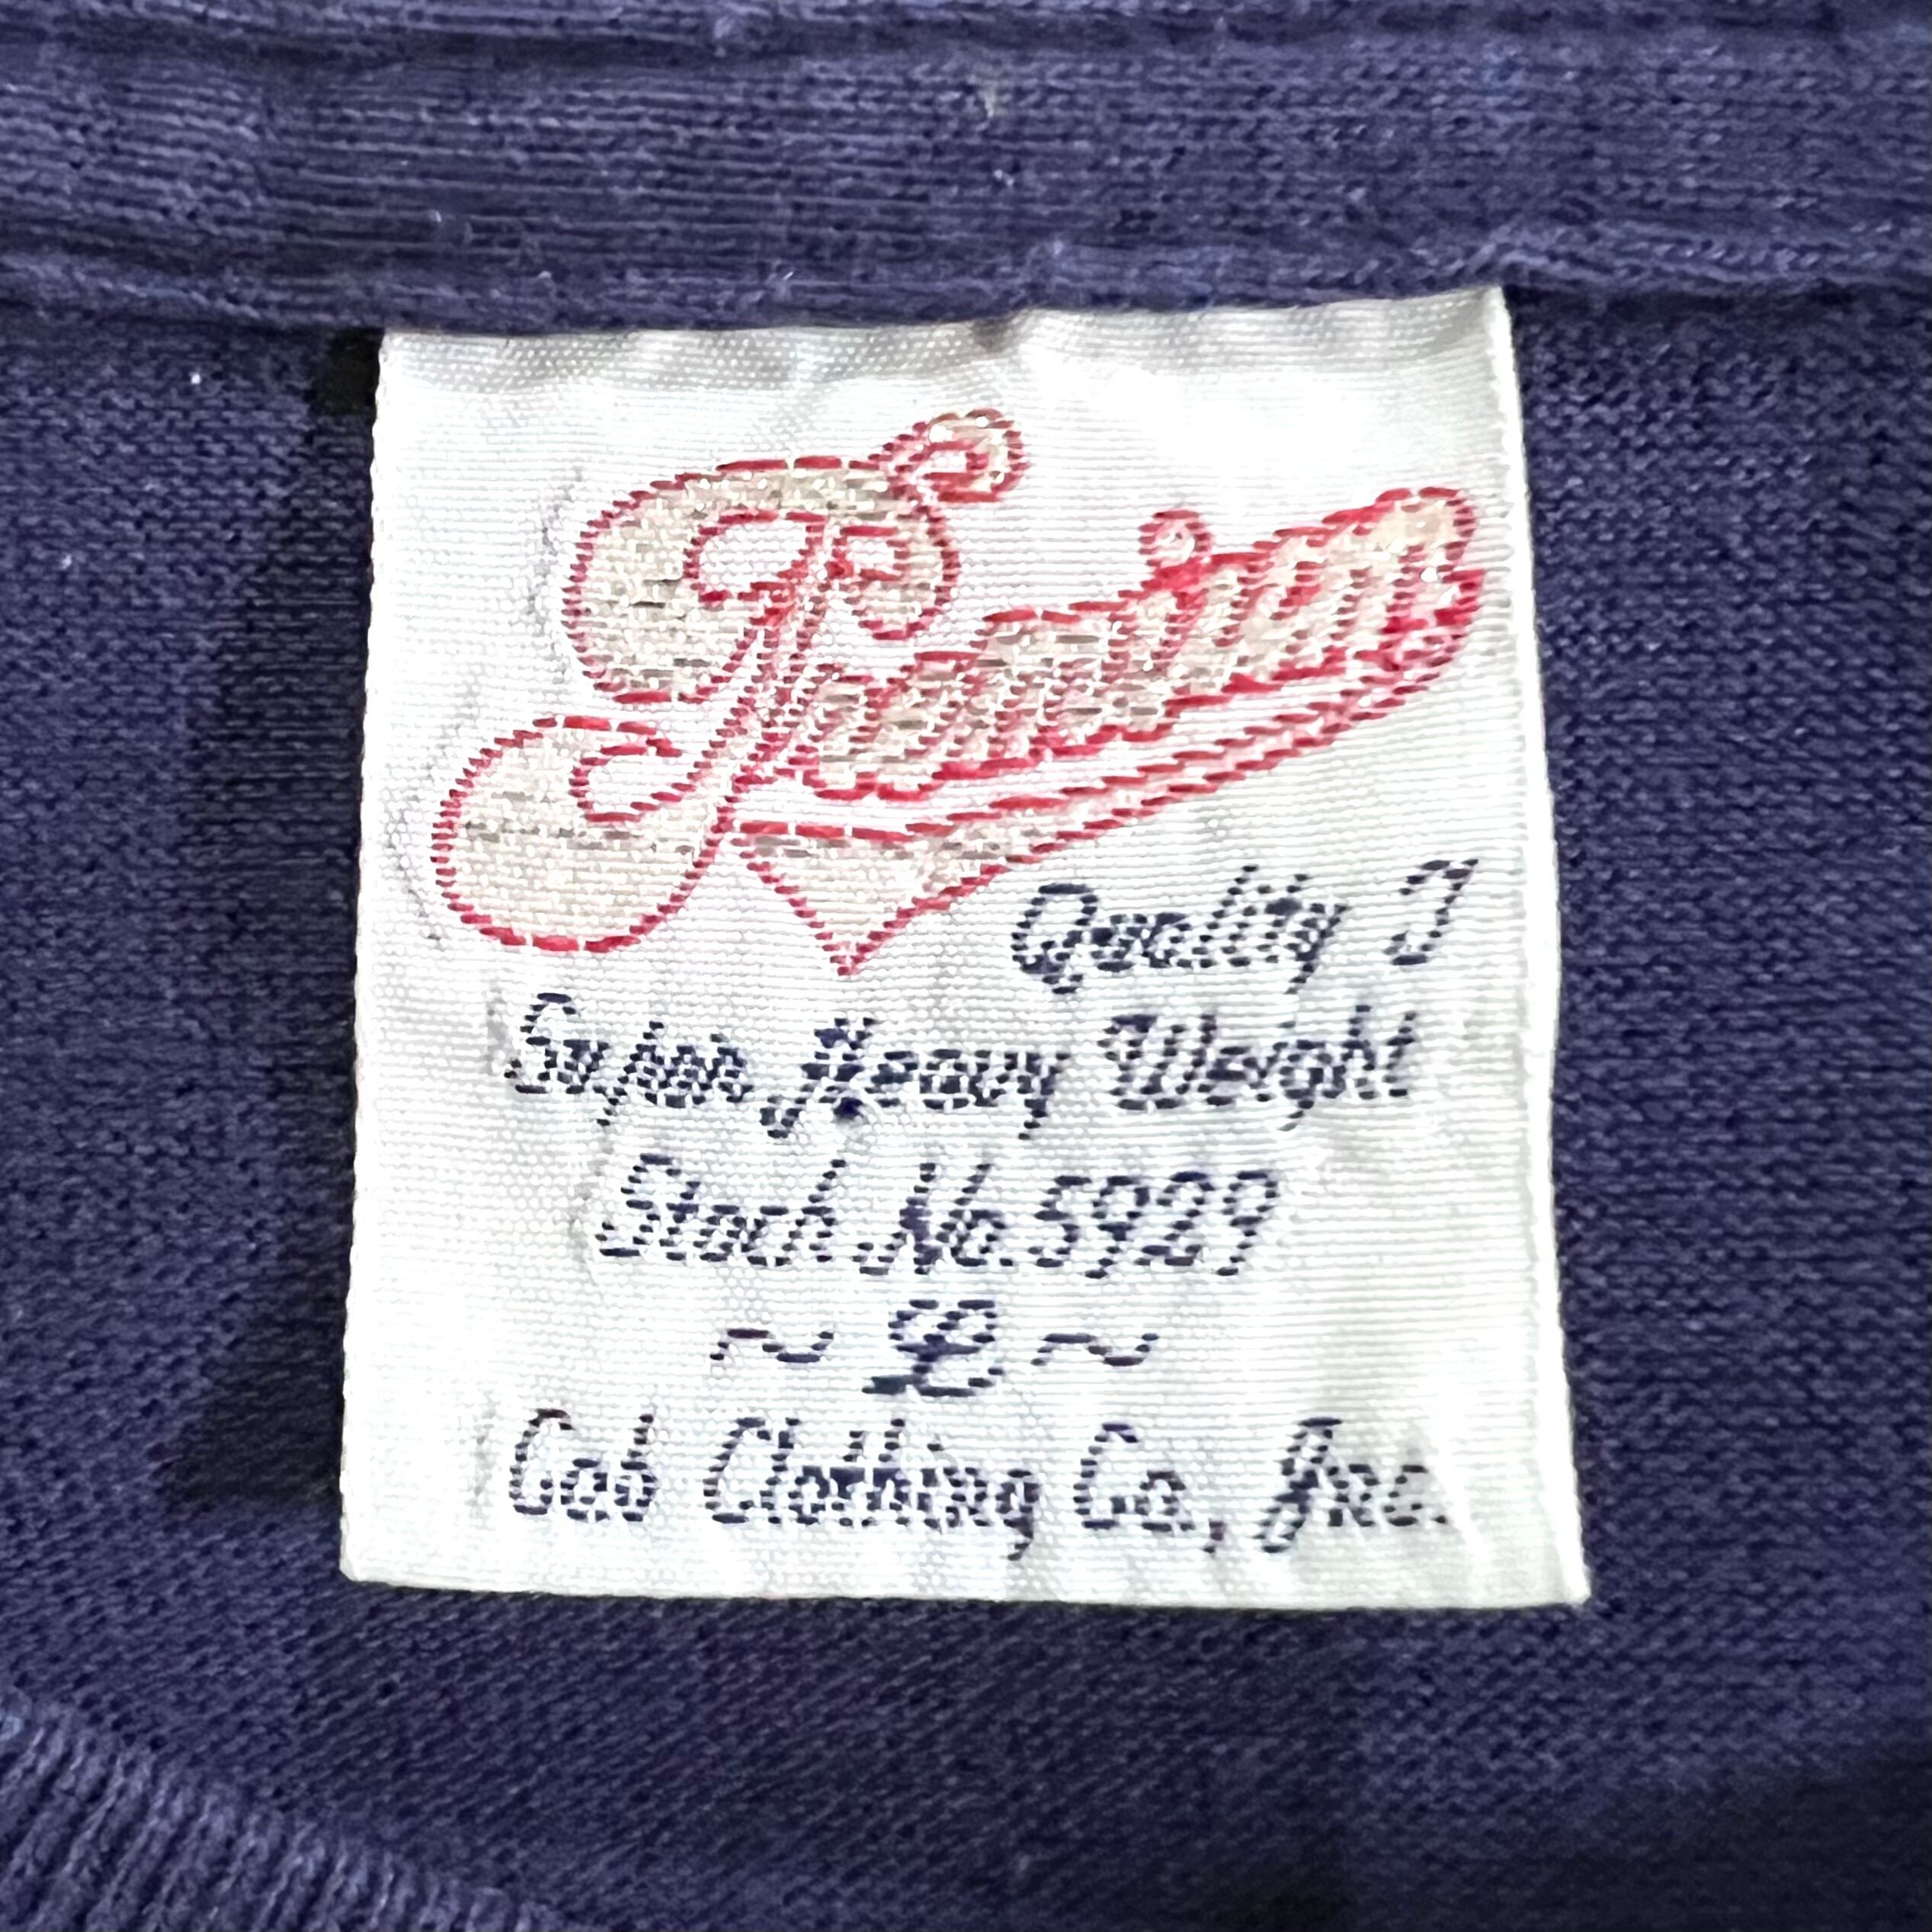 Quality T
Super Heavy Weight
Stock No.5929
Cab Clothing Co., Inc.